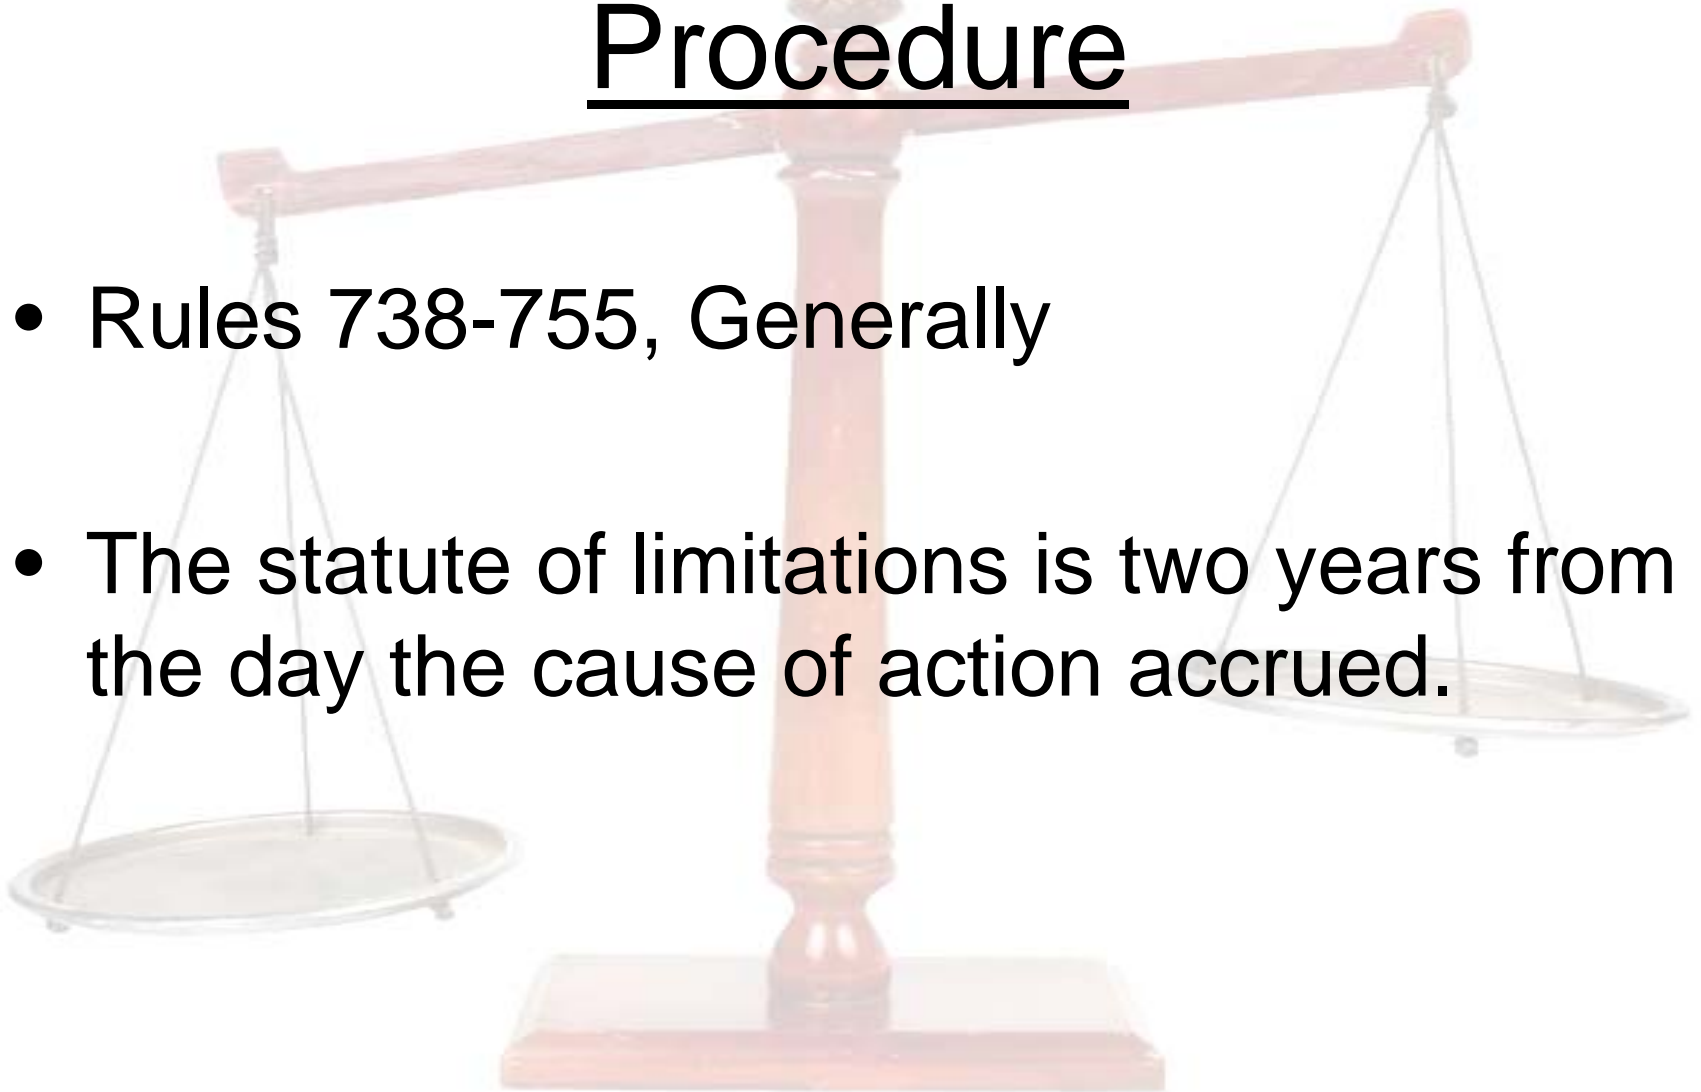 Procedure
• Rules 738-755, Generally
• The statute of limitations is two years from
the day the cause of action accrued.